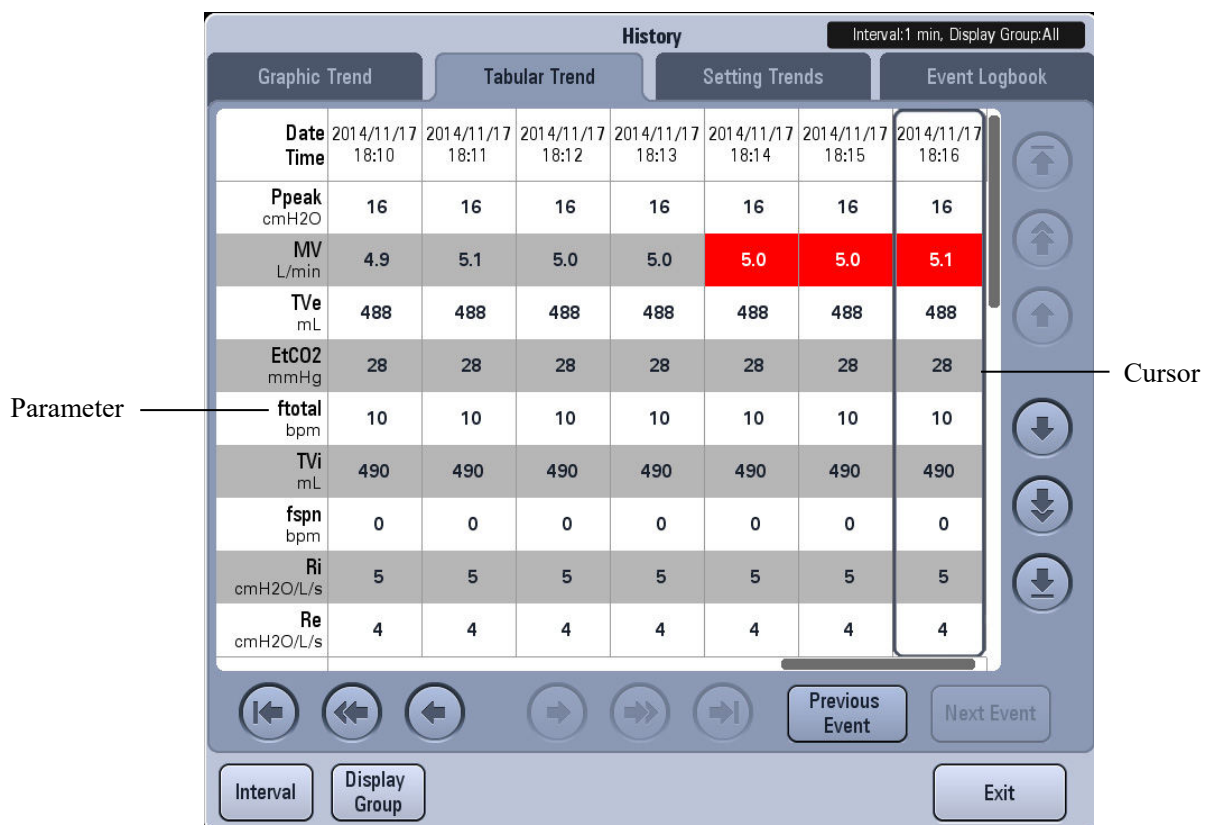 History
Interval:1 min, Display Group:All
Graphic Trend Tabular Trend Setting Trends Event Logbook
Date 2014/11/17 2014/11/17 2014/11/17 2014/11/17 2014/11/17 2014/11/17 2014/11/17
Time 18:10 18:11 18:12 18:13 18:14 18:15 18:16
Ppeak
cmH2O 16 16 16 16 16 16 16
MV
L/min 4.9 5.1 5.0 5.0 5.0 5.0 5.1
TVe
mL 488 488 488 488 488 488 488
EtCO2
mmHg 28 28 28 28 28 28 28
Cursor
Parameter
ftotal
bpm 10 10 10 10 10 10 10
TVi
mL 490 490 490 490 490 490 490
fspn
bpm 0 0 0 0 0 0 0
Ri
cmH2O/L/s 5 5 5 5 5 5 5
Re
cmH2O/L/s 4 4 4 4 4 4 4
Previous
Event
Next Event
Interval
Display
Group
Exit